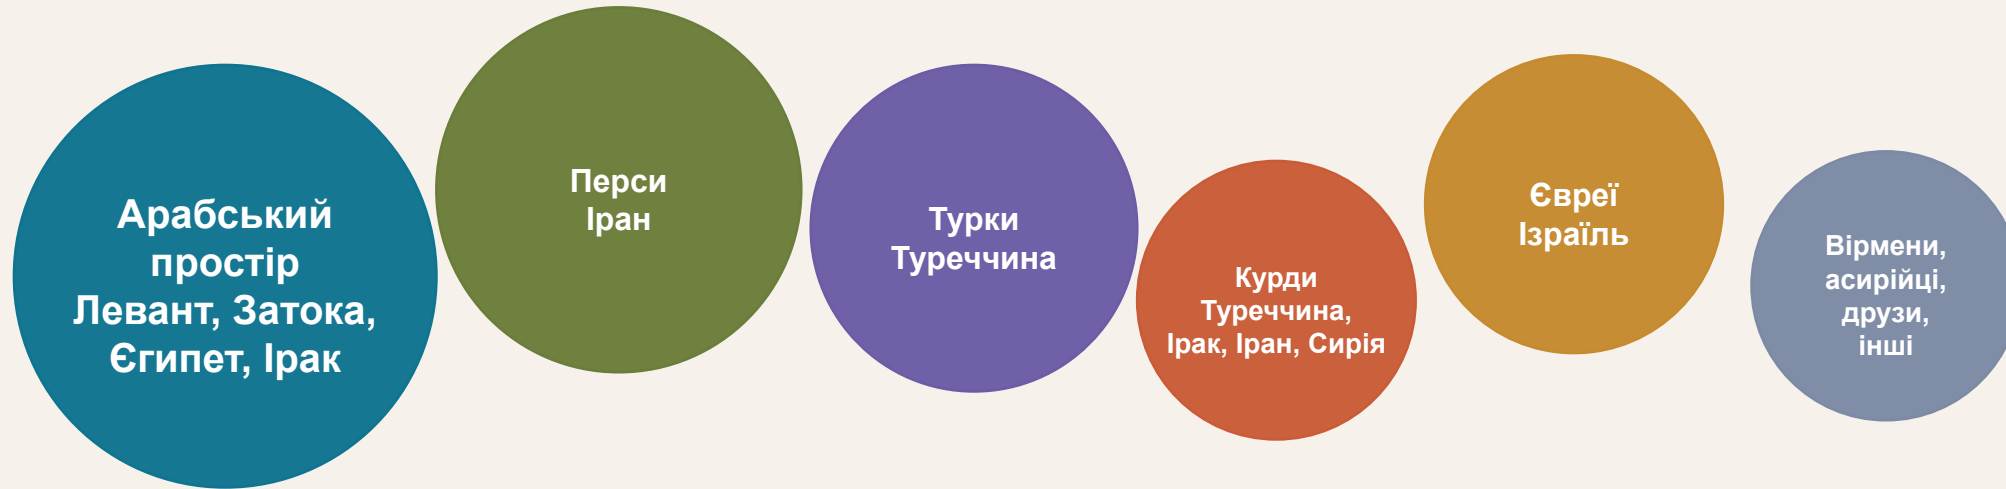 Арабський
простір
Левант, Затока,
Єгипет, Ірак
Перси
Іран
Турки
Туреччина
Курди
Туреччина,
Ірак, Іран, Сирія
Євреї
Ізраїль
Вірмени,
асирійці,
друзи,
інші